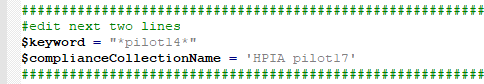 ##########################################################
#edit next two lines
$keyword = "*pilot14*"
$complianceCollectionName = 'HPIA pilot17'
##########################################################